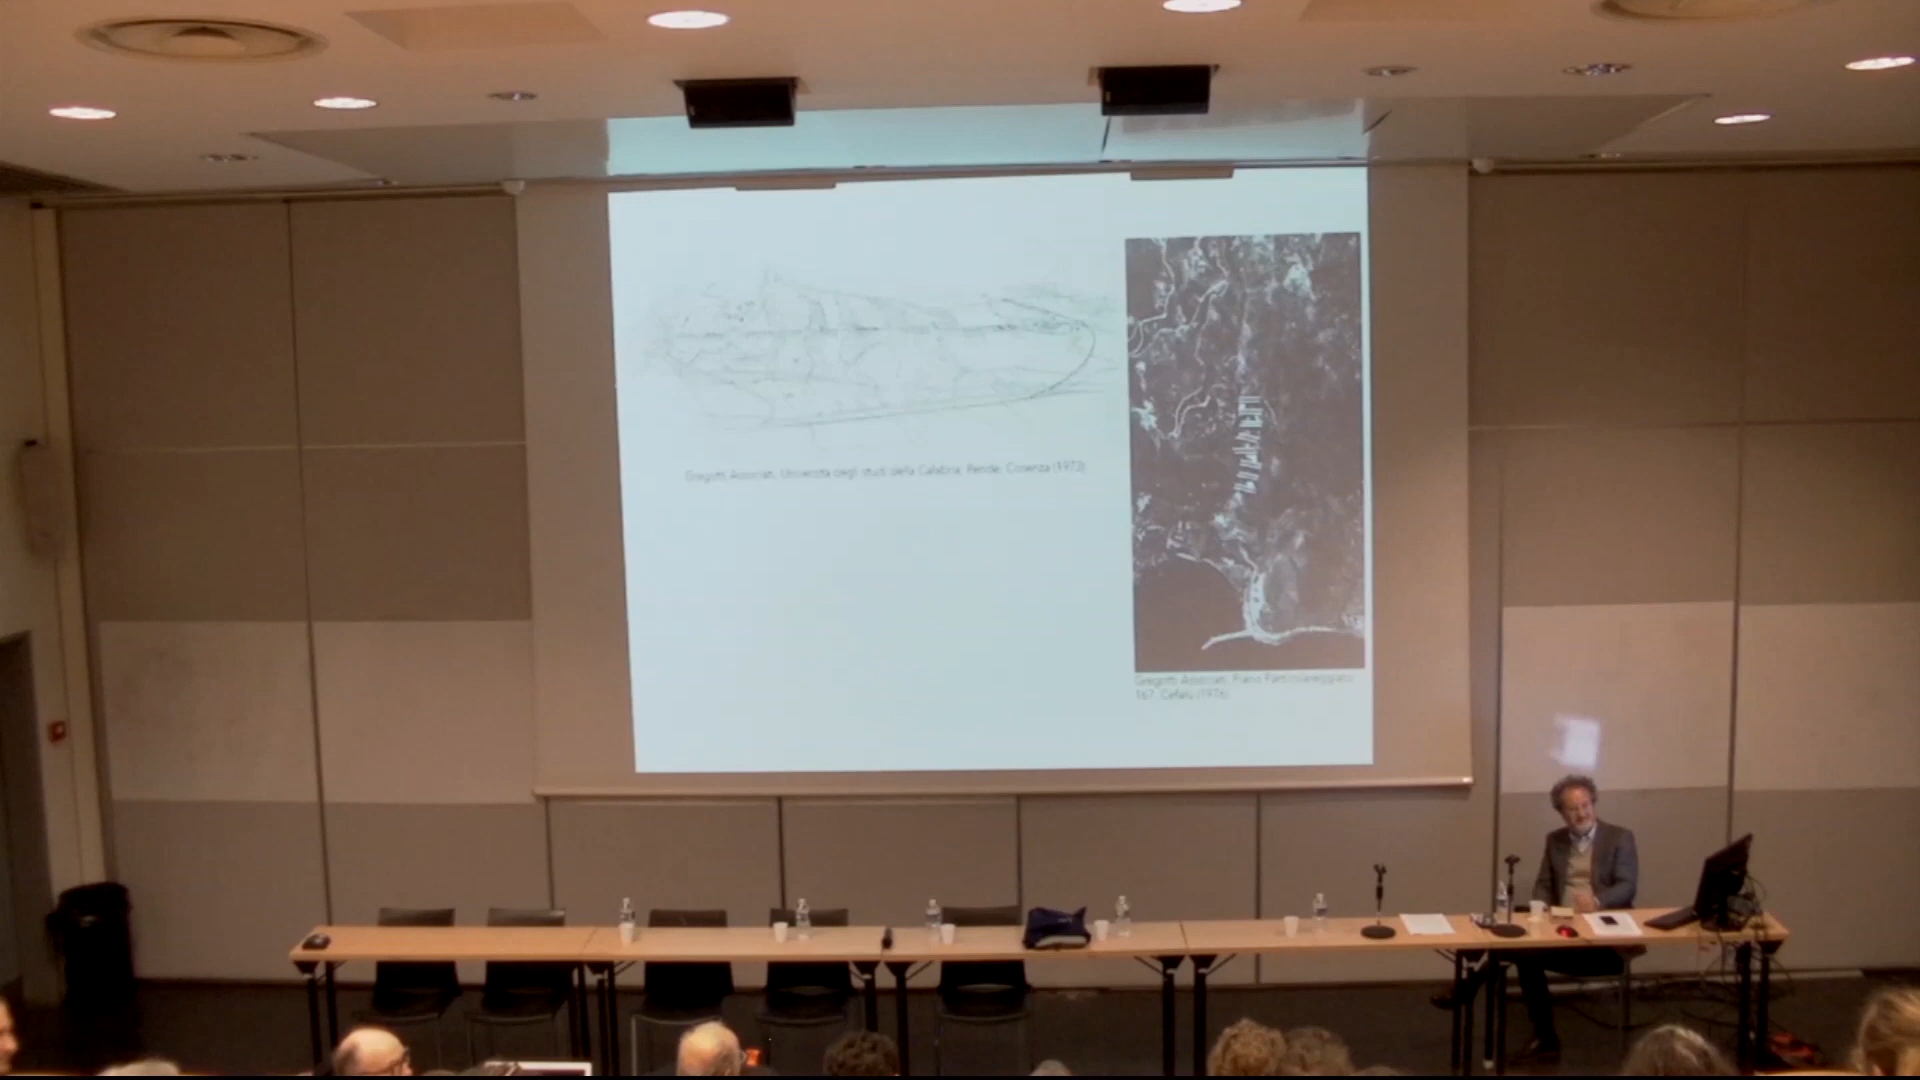 Gregotti Associati, Università degli studi della Calabria, Rende, Cosenza (1973)
Gregotti Associati, Piano Particolareggiato
167, Cefalù (1976)